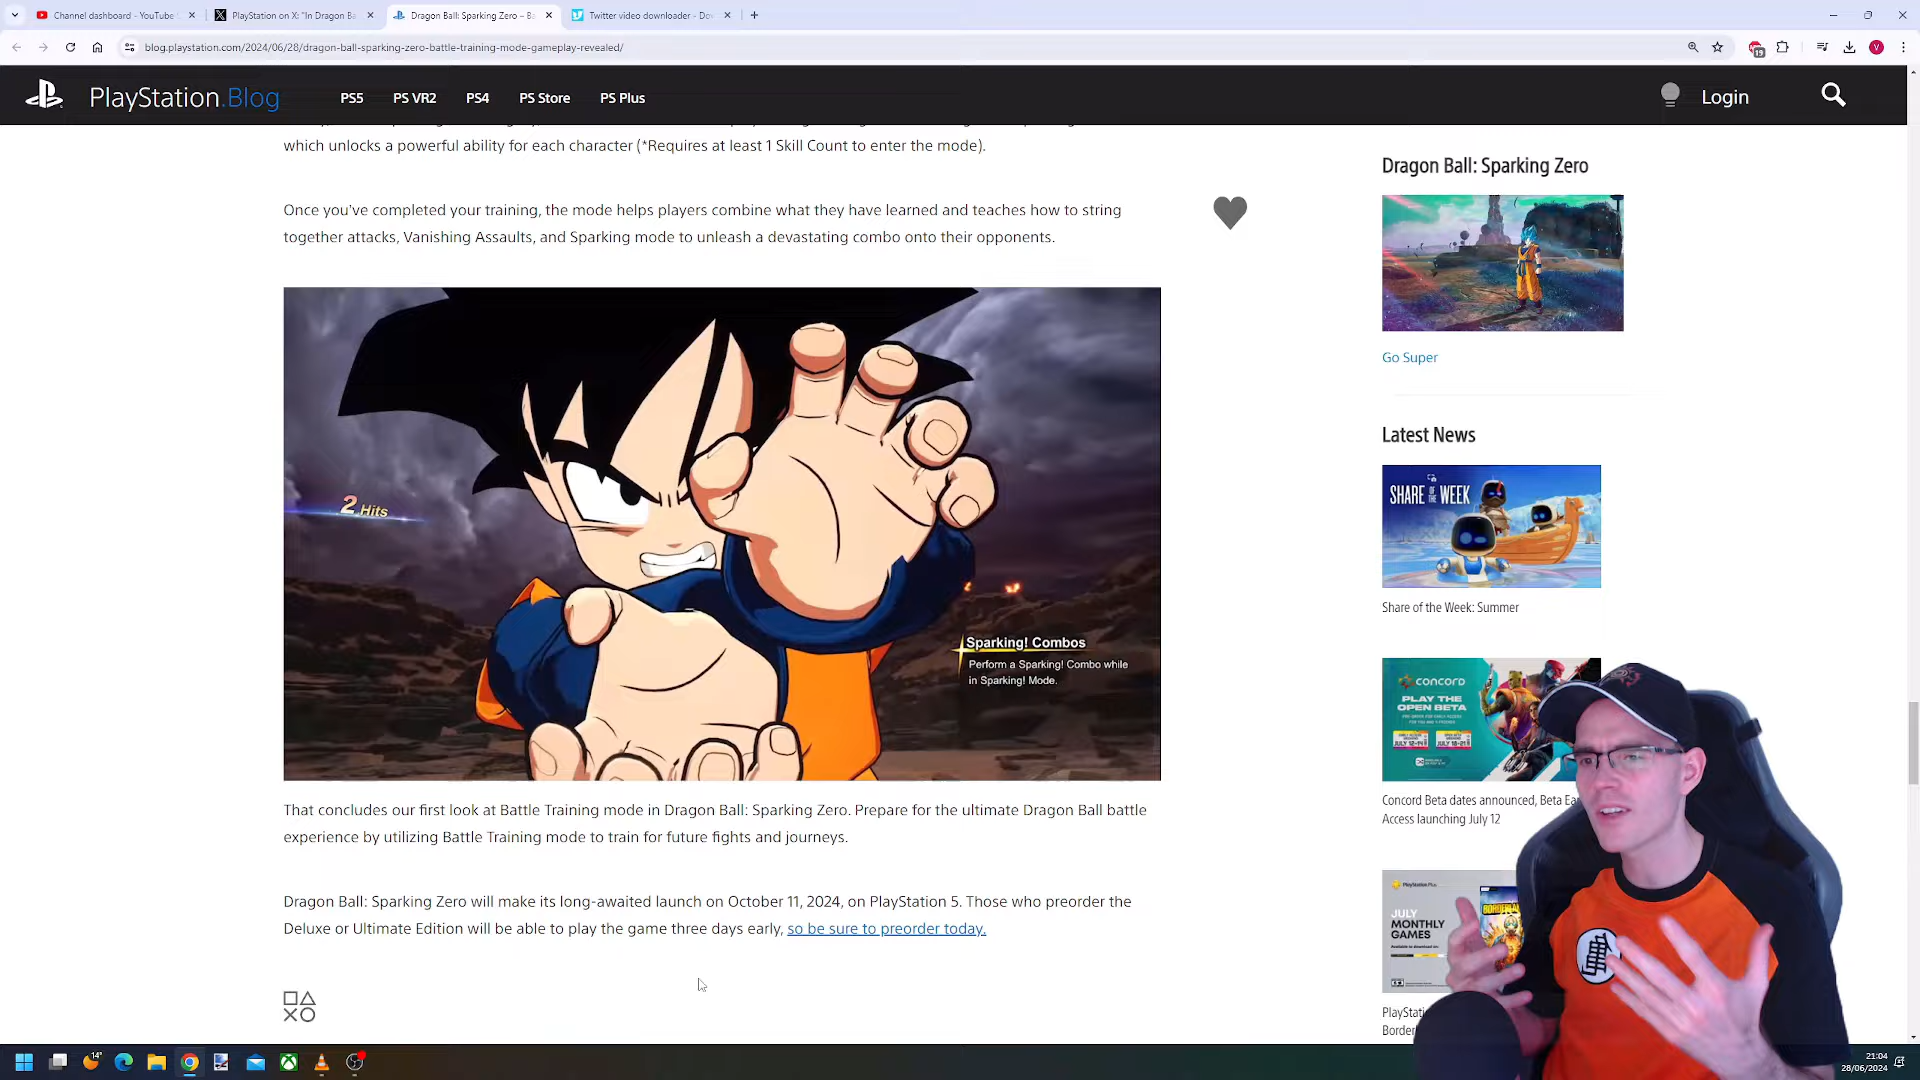 Channel dashboard - YouTube
PlayStation on X: "In Dragon Ba
Dragon Ball: Sparking Zero – Ba
Twitter video downloader - Do
blog.playstation.com/2024/06/28/dragon-ball-sparking-zero-battle-training-mode-gameplay-revealed/
19
V
PlayStation.Blog
PS5
PS VR2
PS4
PS Store
PS Plus
Login
which unlocks a powerful ability for each character (*Requires at least 1 Skill Count to enter the mode).
Once you've completed your training, the mode helps players combine what they have learned and teaches how to string
together attacks, Vanishing Assaults, and Sparking mode to unleash a devastating combo onto their opponents.
2 Hits
Sparking! Combos
Perform a Sparking! Combo while
in Sparking! Mode.
That concludes our first look at Battle Training mode in Dragon Ball: Sparking Zero. Prepare for the ultimate Dragon Ball battle
experience by utilizing Battle Training mode to train for future fights and journeys.
Dragon Ball: Sparking Zero will make its long-awaited launch on October 11, 2024, on PlayStation 5. Those who preorder the
Deluxe or Ultimate Edition will be able to play the game three days early, so be sure to preorder today.
Dragon Ball: Sparking Zero
Go Super
Latest News
SHARE OF THE WEEK
Share of the Week: Summer
CONCORD
PLAY THE
OPEN BETA
JULY 12-14
JULY 18-21
Concord Beta dates announced, Beta Ea
Access launching July 12
PlayStation Plus
JULY
MONTHLY
GAMES
PlayStati
Border
亀
14°
21:04
28/06/2024